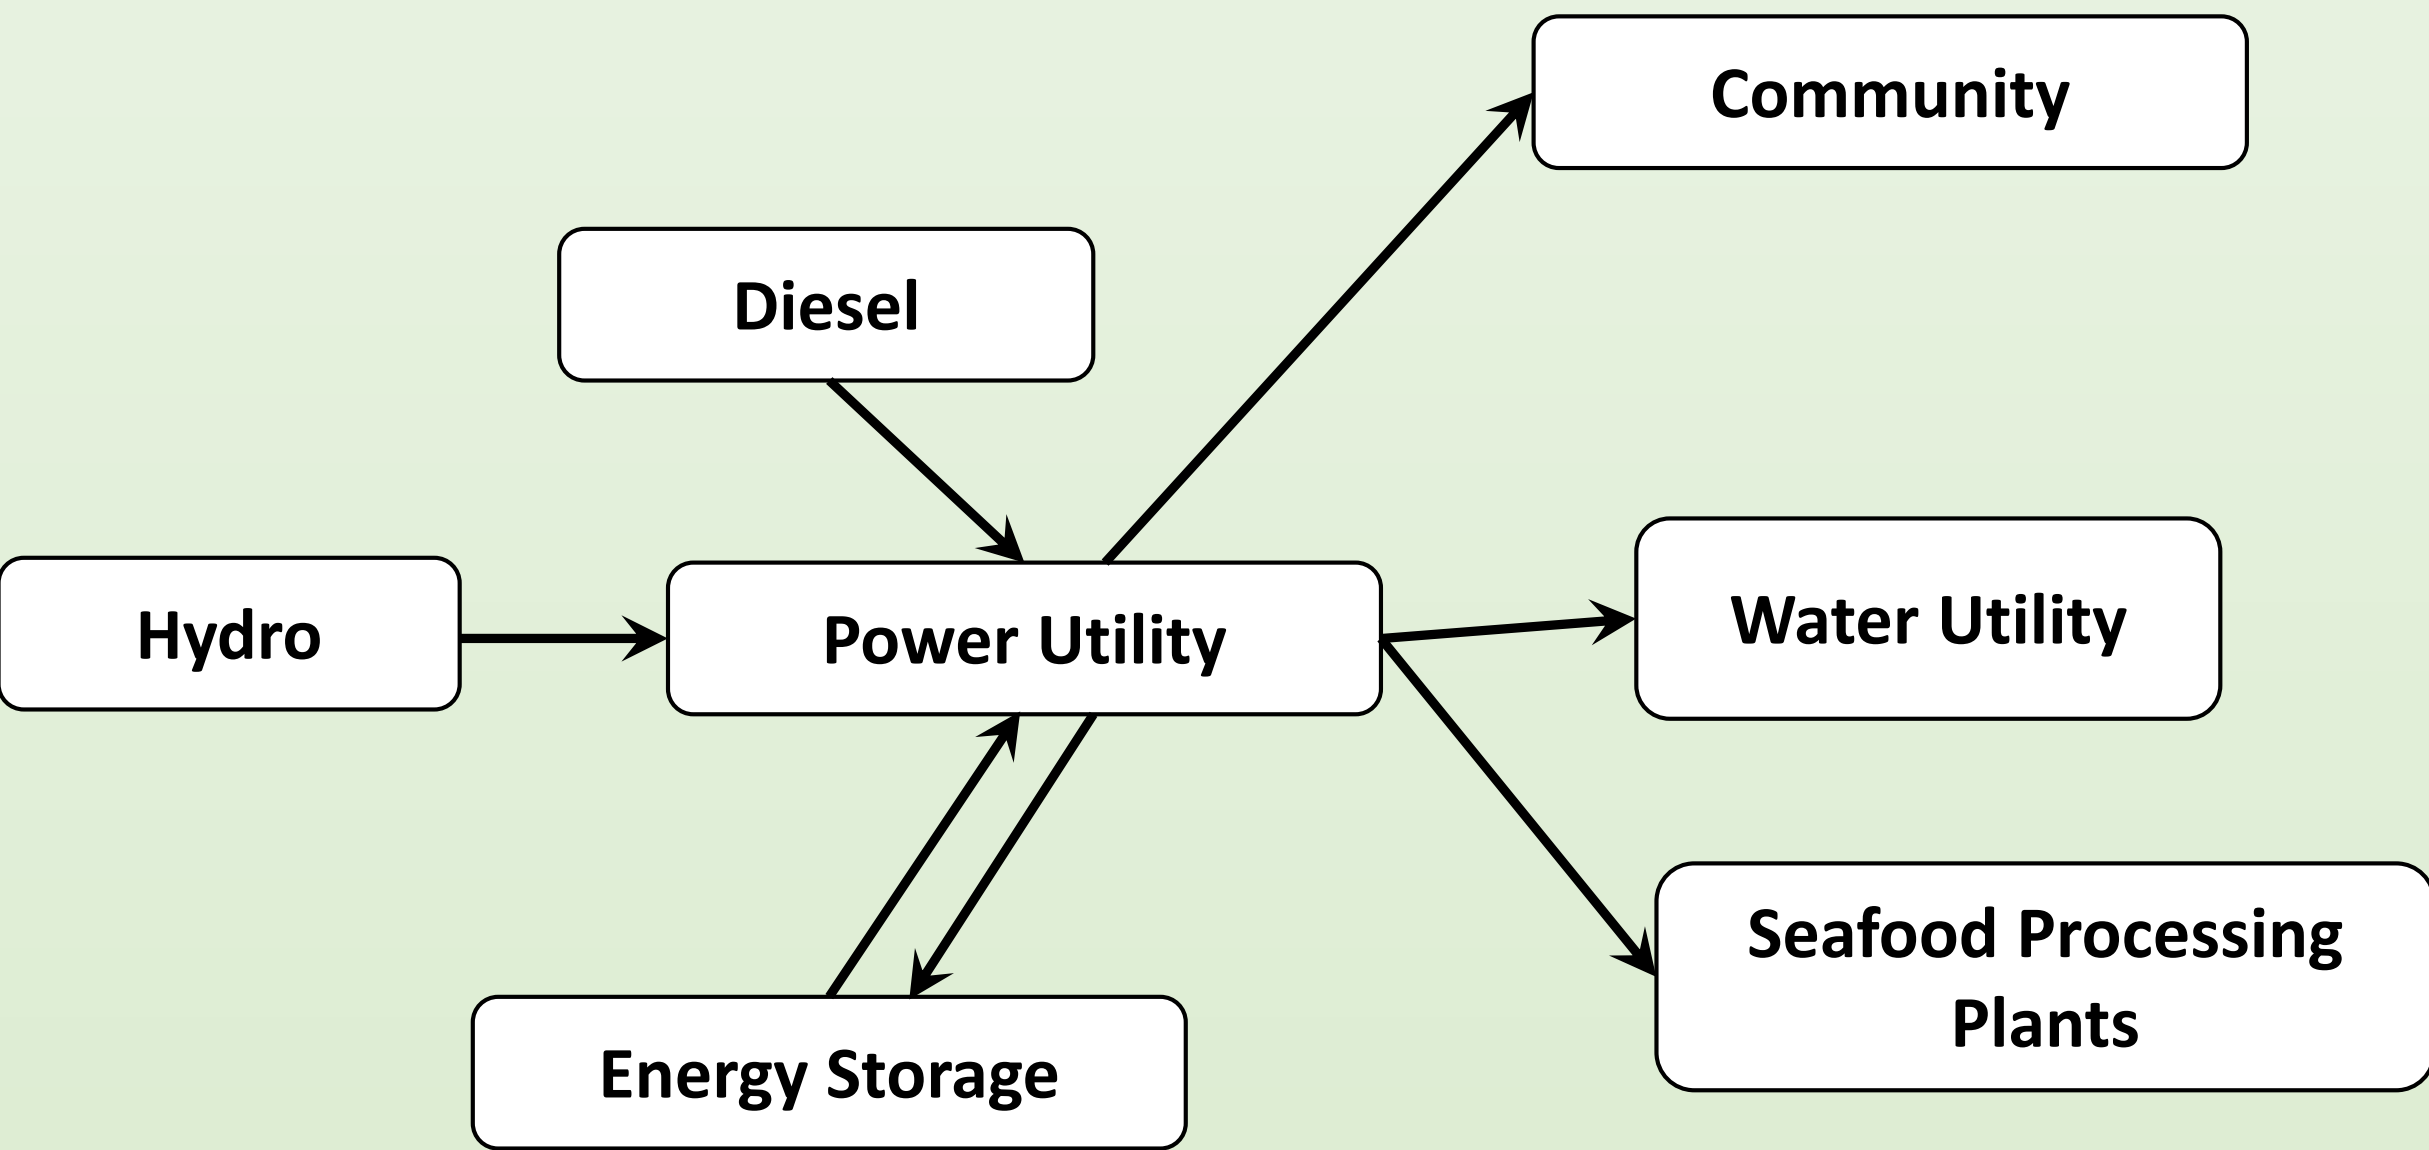 Community
Diesel
Hydro
Power Utility
Water Utility
Seafood Processing
Plants
Energy Storage